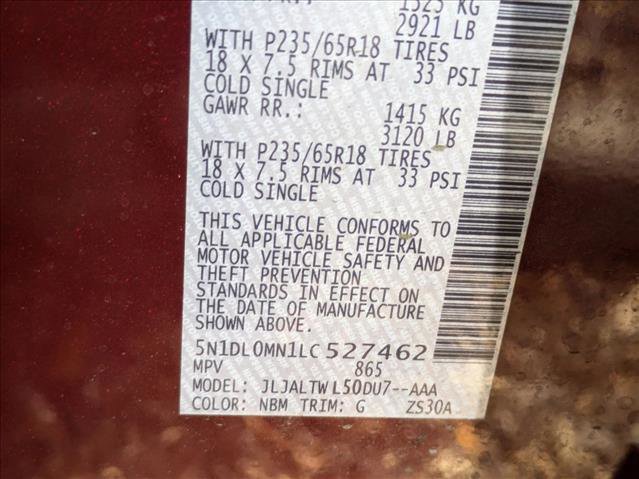 1325 KG
2921 LB
WITH P235/65R18 TIRES
18 X 7.5 RIMS AT 33 PSI
COLD SINGLE
GAWR RR.: 1415 KG
3120 LB
WITH P235/65R18 TIRES
18 X 7.5 RIMS AT 33 PSI
COLD SINGLE
THIS VEHICLE CONFORMS TO
ALL APPLICABLE FEDERAL
MOTOR VEHICLE SAFETY AND
THEFT PREVENTION
STANDARDS IN EFFECT ON
THE DATE OF MANUFACTURE
SHOWN ABOVE.
5N1DL0MN1LC527462
MPV 865
MODEL: JLJALTWL50DU7--AAA
COLOR: NBM TRIM: G ZS30A